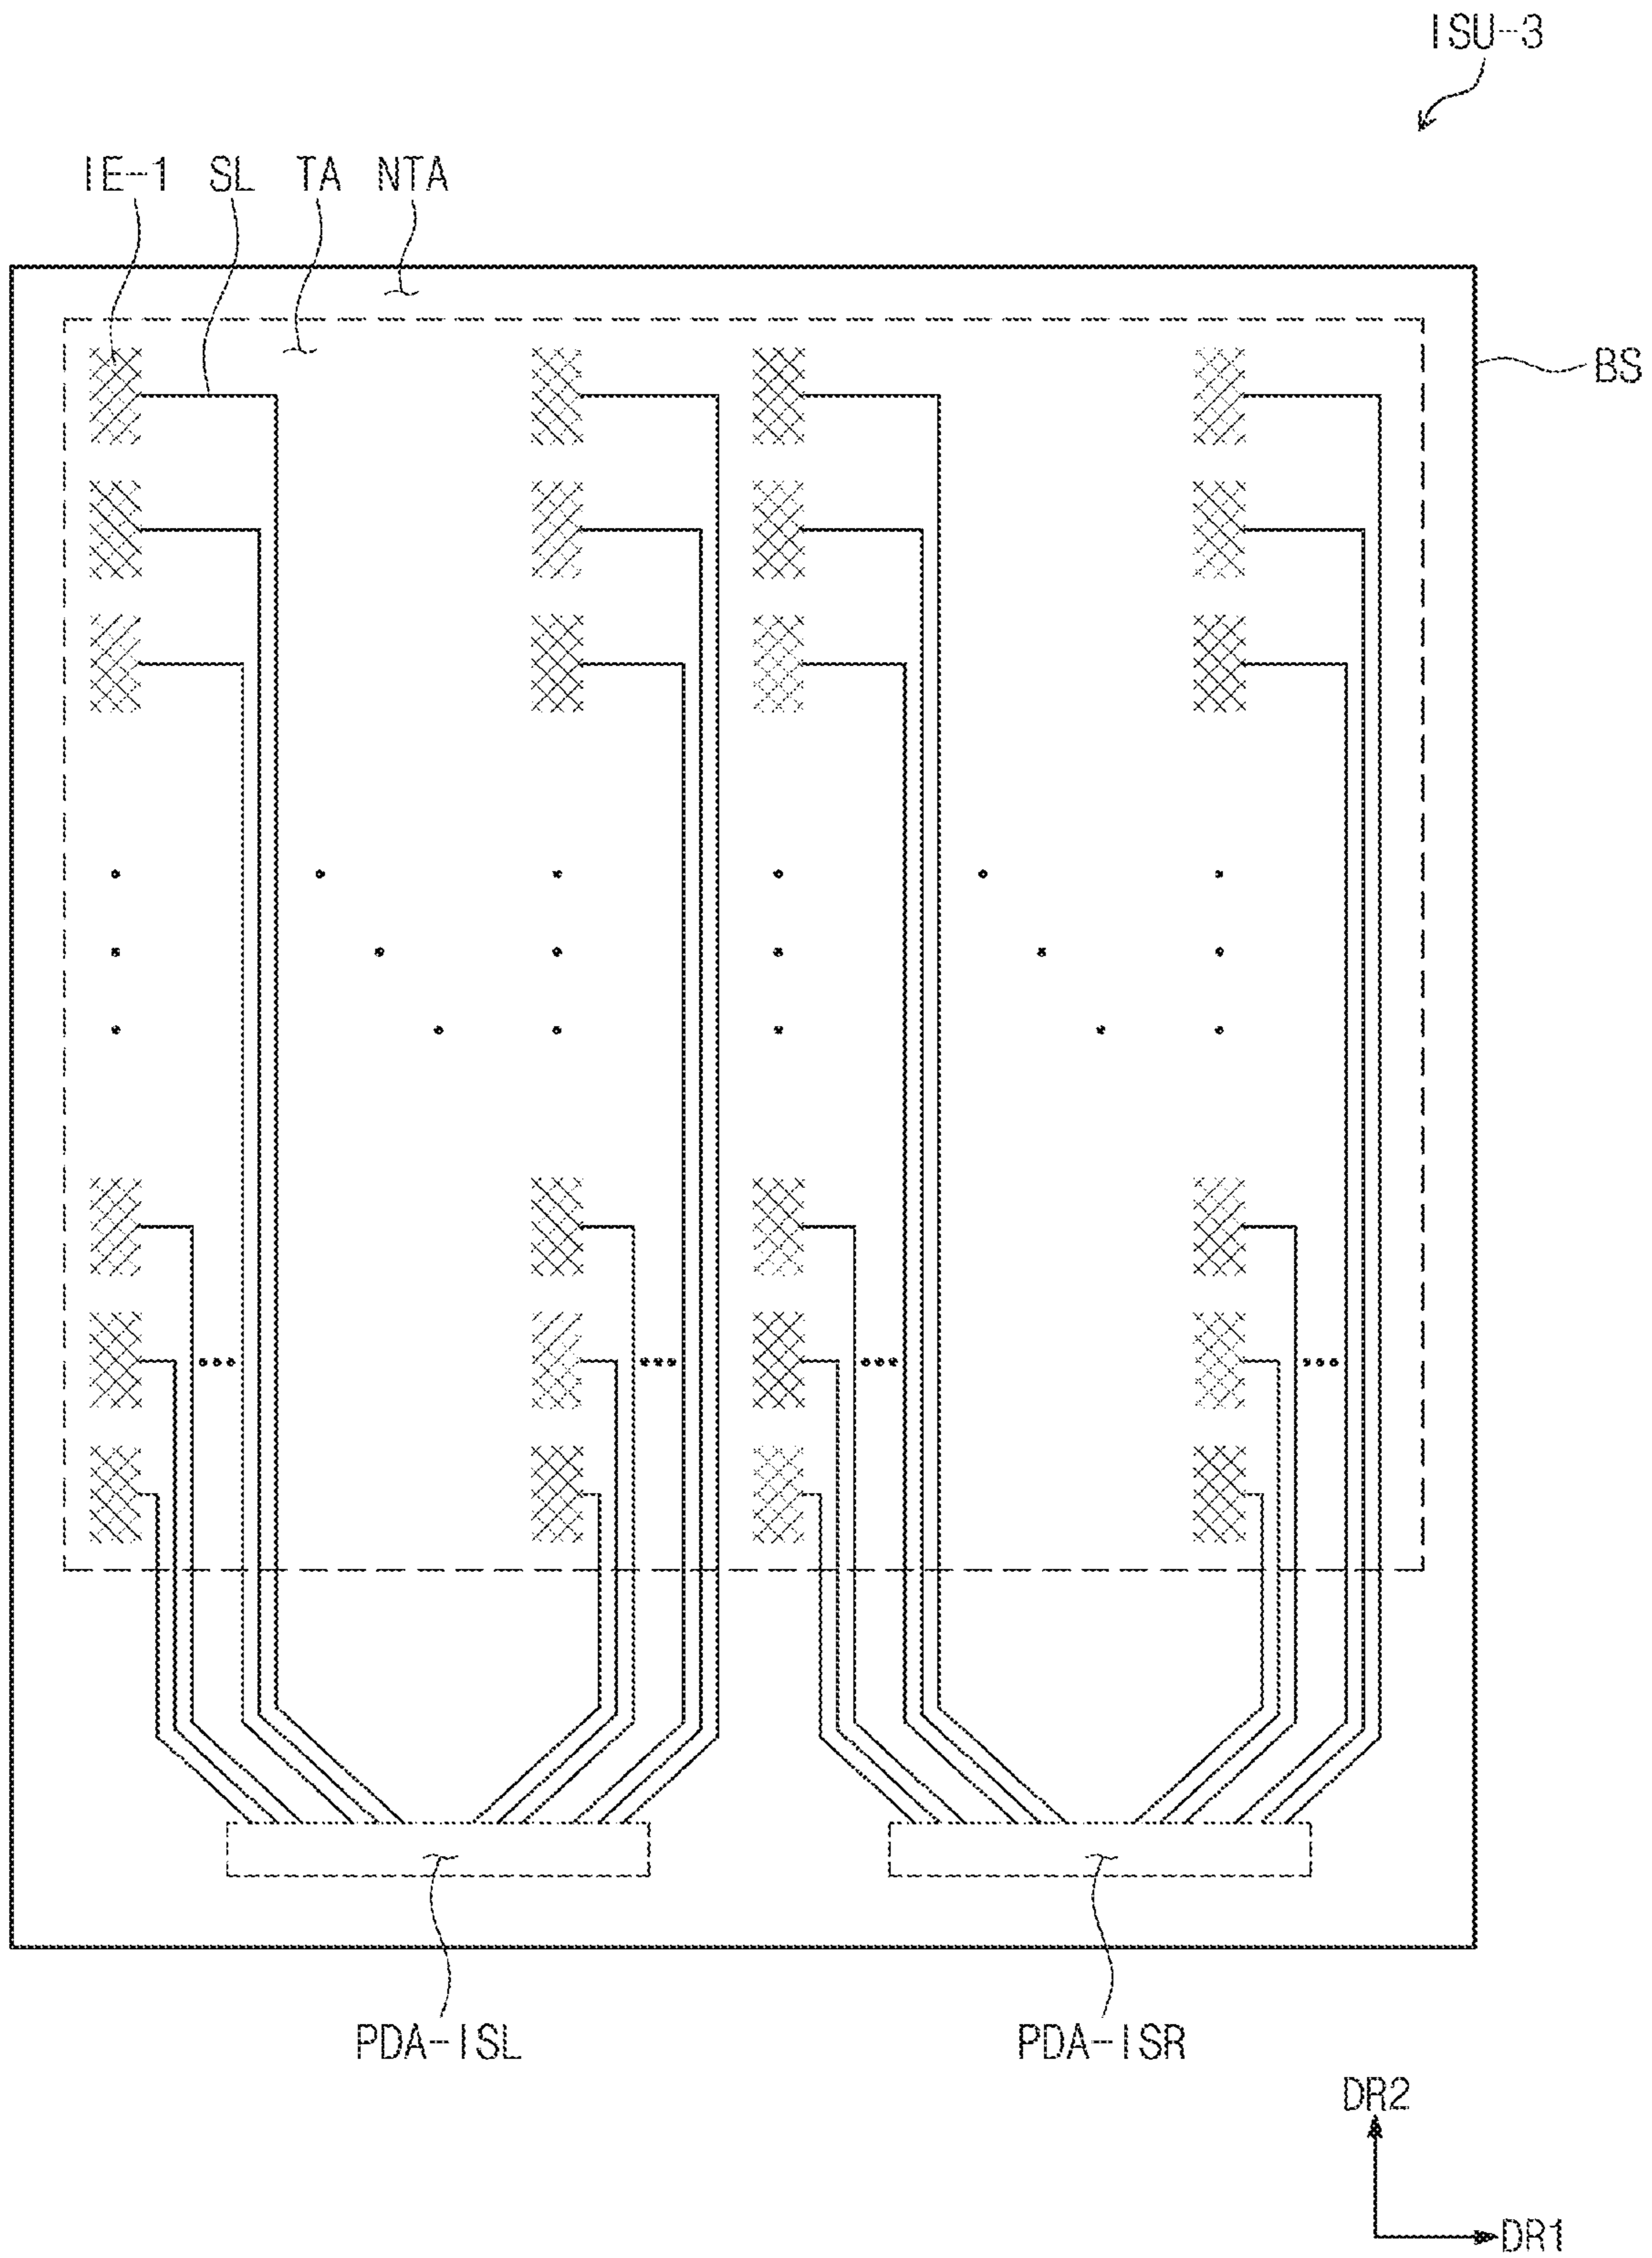 ISU-3
IE-1 SL TA NTA
BS
PDA-ISL PDA-ISR
DR2
DR1